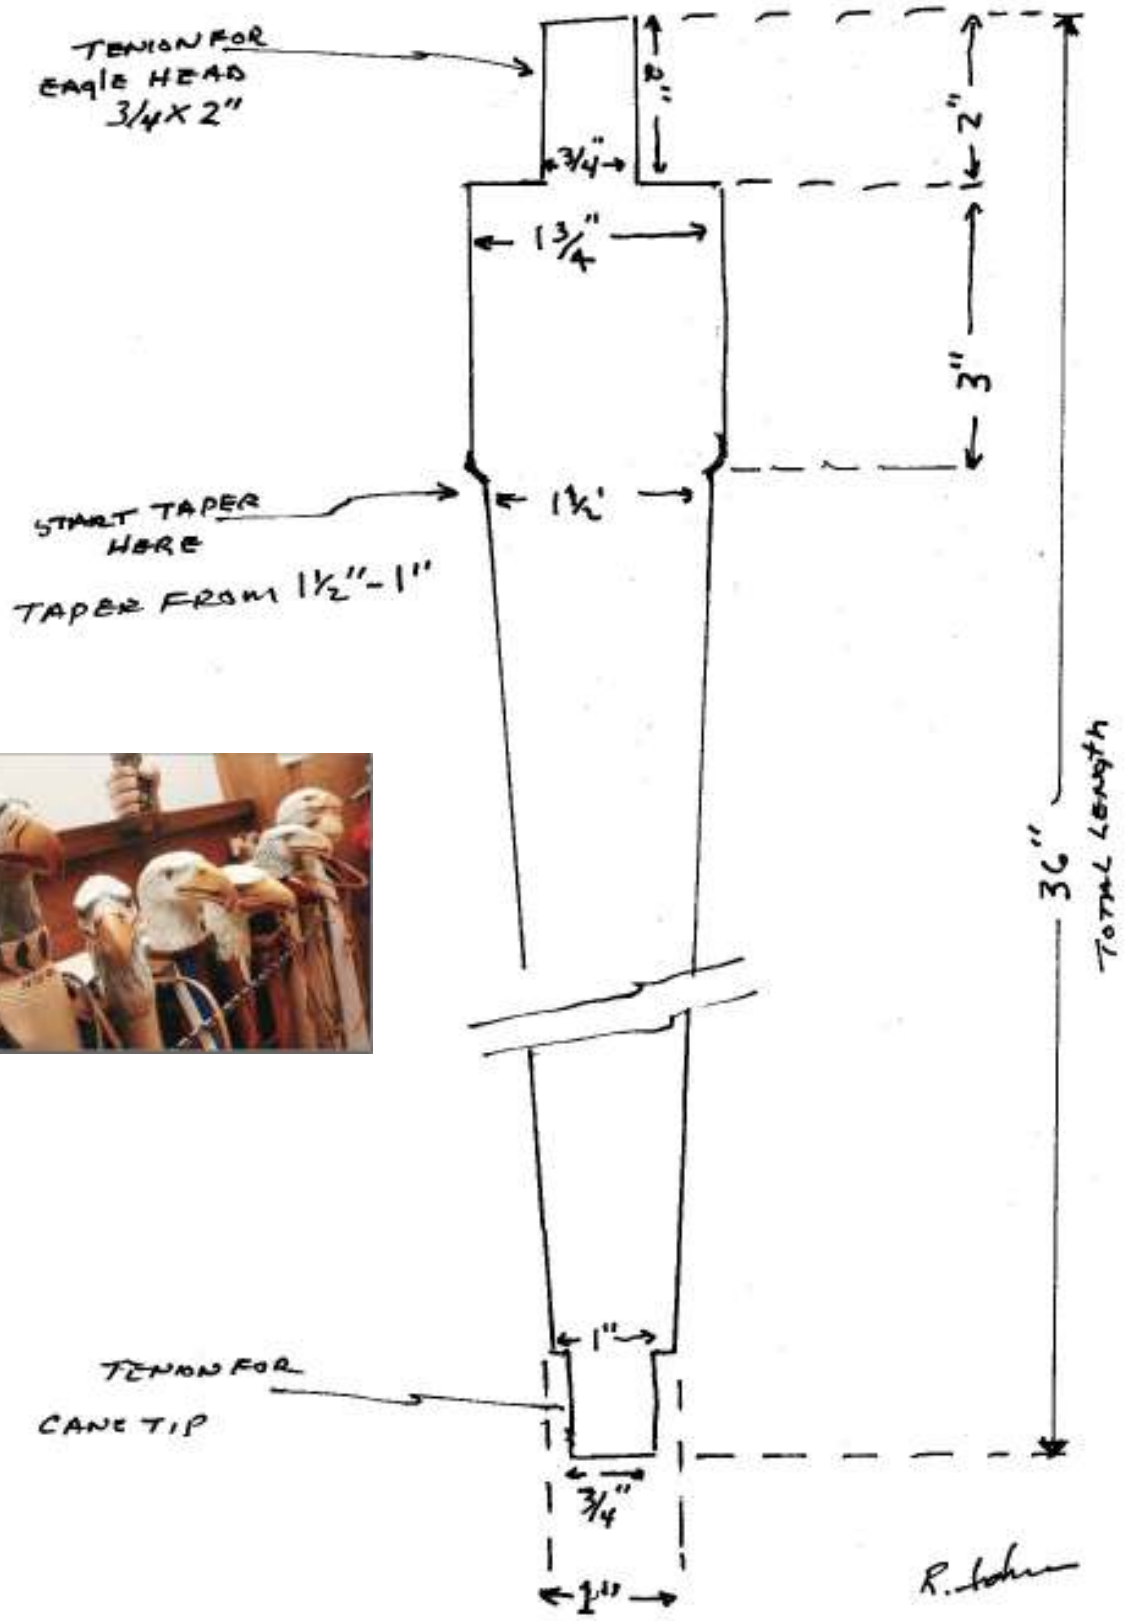 TENION FOR
EAGlE HEAD
3/4 X 2"
2"
2"
3/4"
1 3/4"
3"
START TAPER
HERE
1 1/2'
TAPER FROM 1 1/2" - 1"
36"
TOTAL LENGTH
1"
TENION FOR
CANE TIP
3/4"
R.
1"